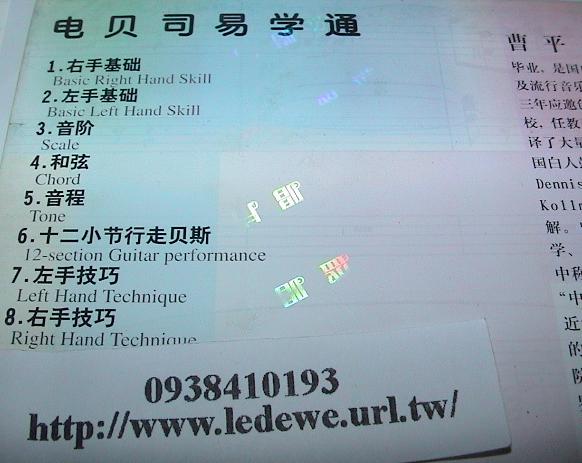 电贝司易学通
1.右手基础
Basic Right Hand Skill
2.左手基础
Basic Left Hand Skill
3.音阶
Scale
4.和弦
Chord
5.音程
Tone
6.十二小节行走贝斯
12-section Guitar performance
7.左手技巧
Left Hand Technique
8.右手技巧
Right Hand Technique
曹平
毕业,是国
及流行音乐
三年应邀
校,任教
译了大量
国白人
Dennis
Kollm
解。
学、
中称
“中
近
的
0938410193
http://www.ledewe.url.tw/